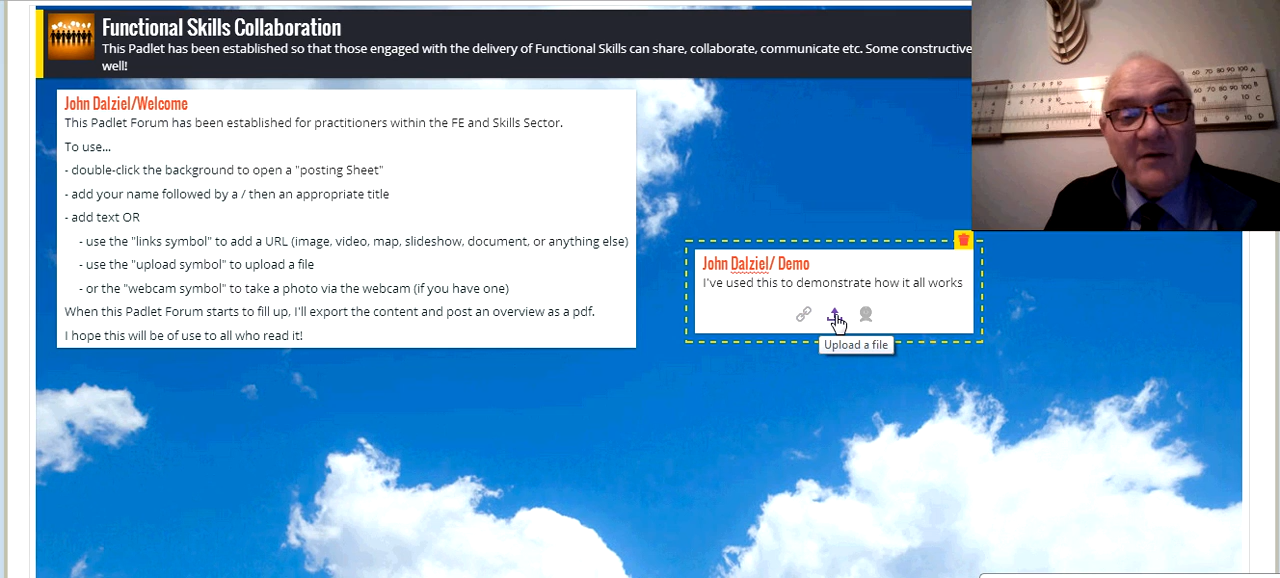 Functional Skills Collaboration
This Padlet has been established so that those engaged with the delivery of Functional Skills can share, collaborate, communicate etc. Some constructive
well!
John Dalziel/Welcome
This Padlet Forum has been established for practitioners within the FE and Skills Sector.
To use...
- double-click the background to open a "posting Sheet"
- add your name followed by a / then an appropriate title
- add text OR
- use the "links symbol" to add a URL (image, video, map, slideshow, document, or anything else)
- use the "upload symbol" to upload a file
- or the "webcam symbol" to take a photo via the webcam (if you have one)
When this Padlet Forum starts to fill up, I'll export the content and post an overview as a pdf.
I hope this will be of use to all who read it!
John Dalziel/ Demo
I've used this to demonstrate how it all works
Upload a file